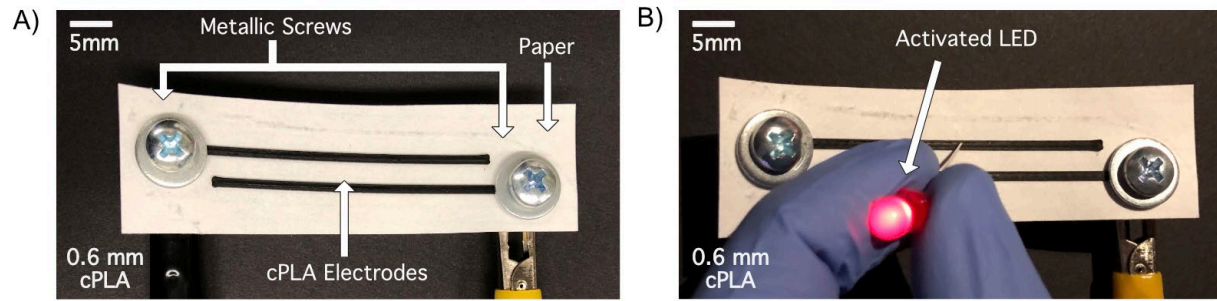 A)
5mm
Metallic Screws
Paper
0.6 mm
cPLA
cPLA Electrodes
B)
5mm
Activated LED
0.6 mm
cPLA